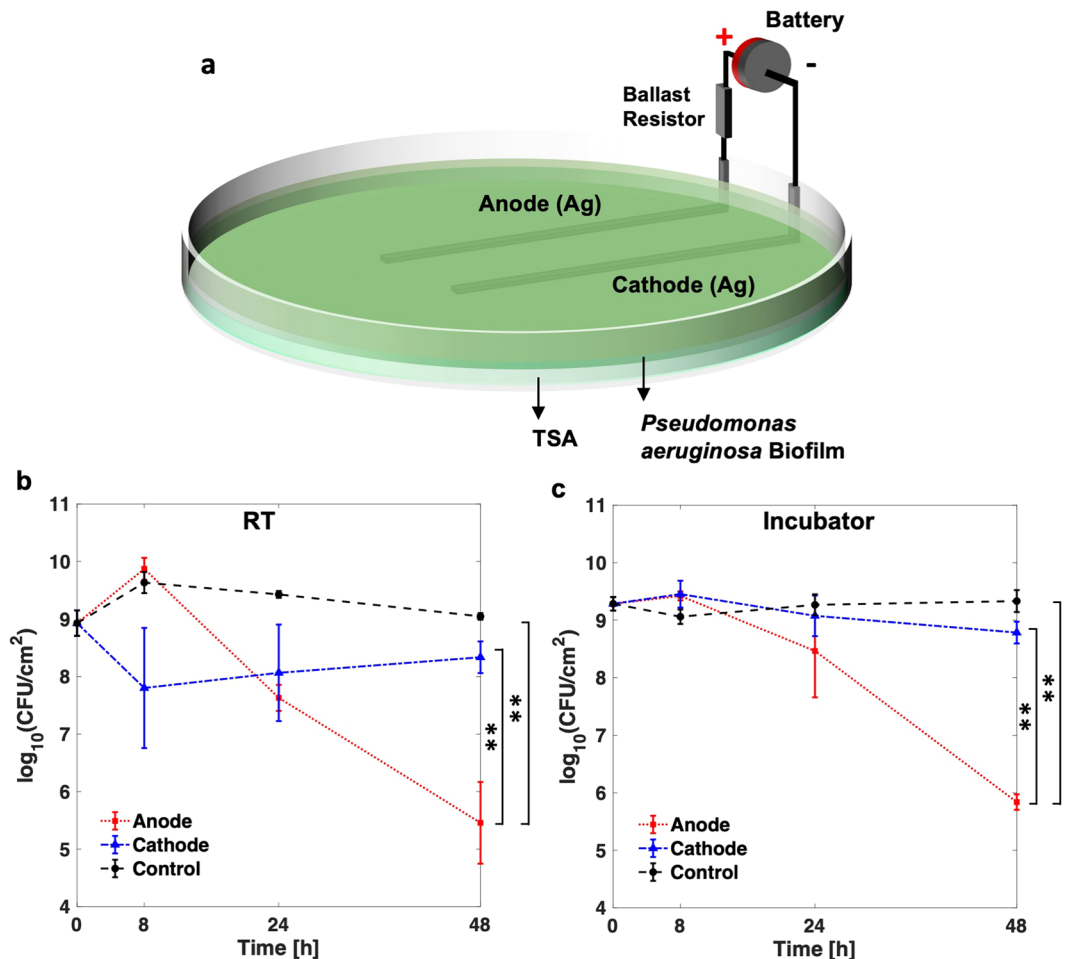 a
Battery
+
-
Ballast
Resistor
Anode (Ag)
Cathode (Ag)
TSA
Pseudomonas
aeruginosa Biofilm
b
RT
log10(CFU/cm2)
11
10
9
8
7
6
5
4
**
**
Anode
Cathode
Control
0 8 24 48
Time [h]
c
Incubator
log10(CFU/cm2)
11
10
9
8
7
6
5
4
**
**
Anode
Cathode
Control
0 8 24 48
Time [h]